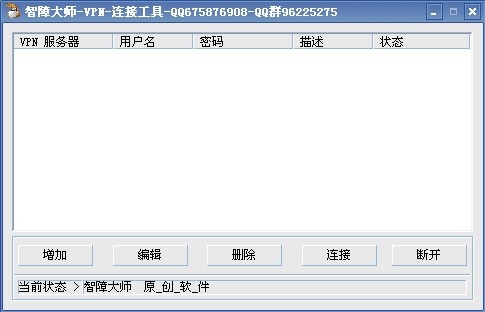 智障大师-VPN-连接工具-QQ675876908-QQ群96225275
VPN 服务器 用户名 密码 描述 状态
增加 编辑 删除 连接 断开
当前状态 > 智障大师 原_创_软_件